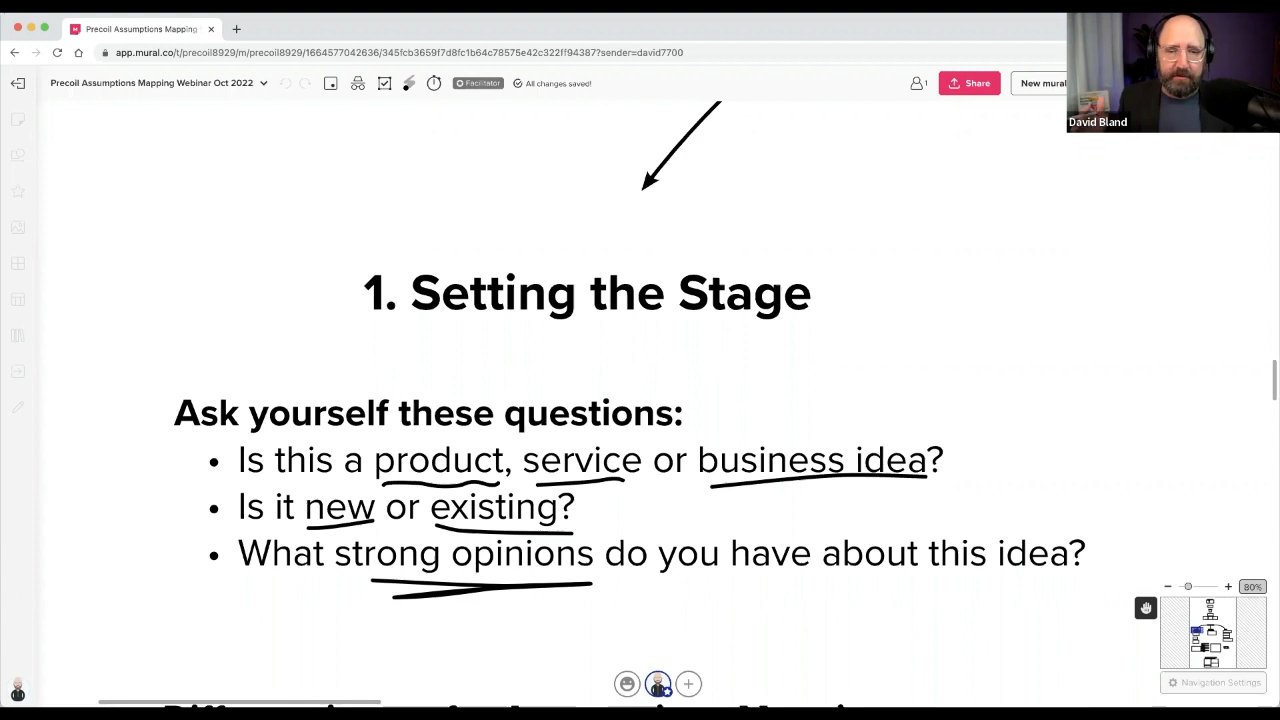 Precoil Assumptions Mapping
app.mural.co/t/precoil8929/m/precoil8929/1664577042636/345fcb3659f7d8fc1b64c78575e42c322ff94387?sender=david7700
Precoil Assumptions Mapping Webinar Oct 2022
Facilitator
All changes saved!
1
Share
New mural
David Bland
1. Setting the Stage
Ask yourself these questions:
• Is this a product, service or business idea?
• Is it new or existing?
• What strong opinions do you have about this idea?
80%
Navigation Settings